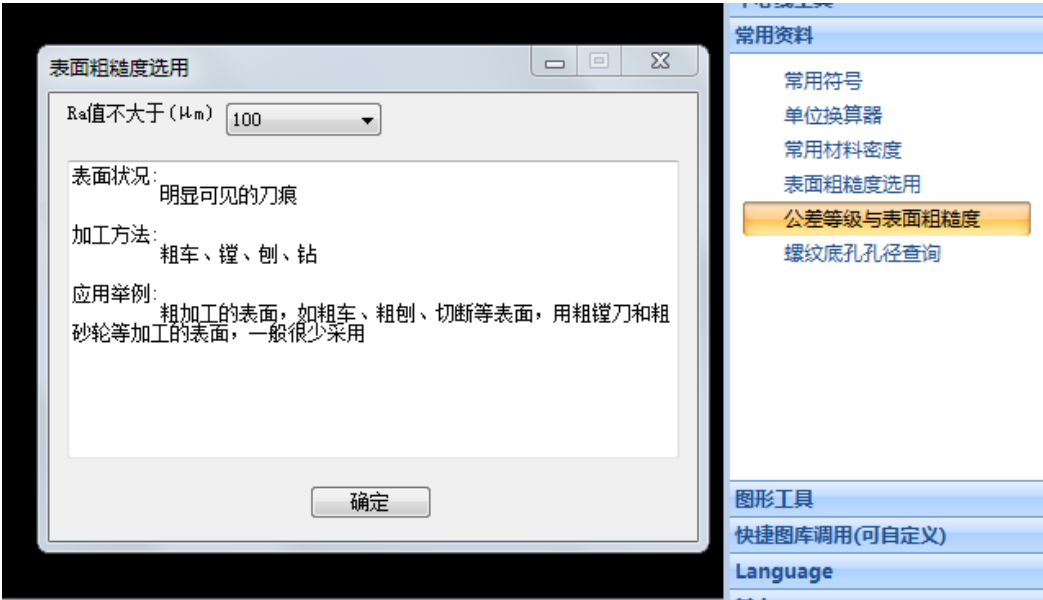 表面粗糙度选用
Ra值不大于(μm)
100
表面状况:
明显可见的刀痕
加工方法:
粗车、镗、刨、钻
应用举例:
粗加工的表面，如粗车、粗刨、切断等表面，用粗镗刀和粗
砂轮等加工的表面，一般很少采用
确定
常用资料
常用符号
单位换算器
常用材料密度
表面粗糙度选用
公差等级与表面粗糙度
螺纹底孔孔径查询
图形工具
快捷图库调用(可自定义)
Language